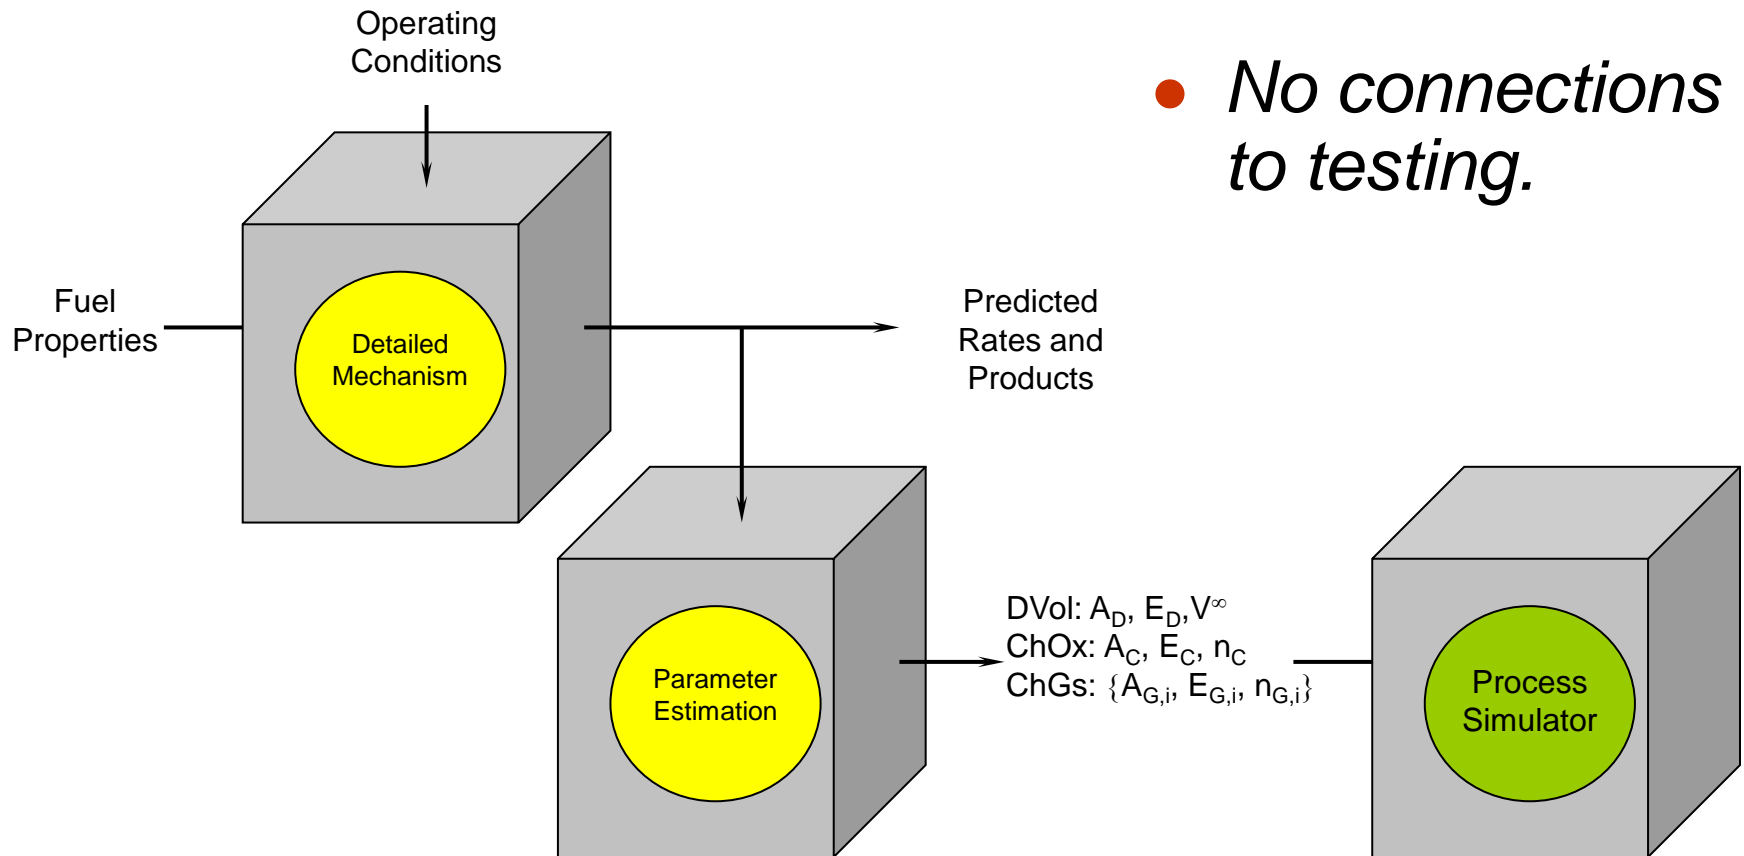 Operating
Conditions
• No connections
to testing.
Fuel
Properties
Detailed
Mechanism
Predicted
Rates and
Products
Parameter
Estimation
DVol: A_D, E_D,V^∞
ChOx: A_C, E_C, n_C
ChGs: {A_G,i, E_G,i, n_G,i}
Process
Simulator